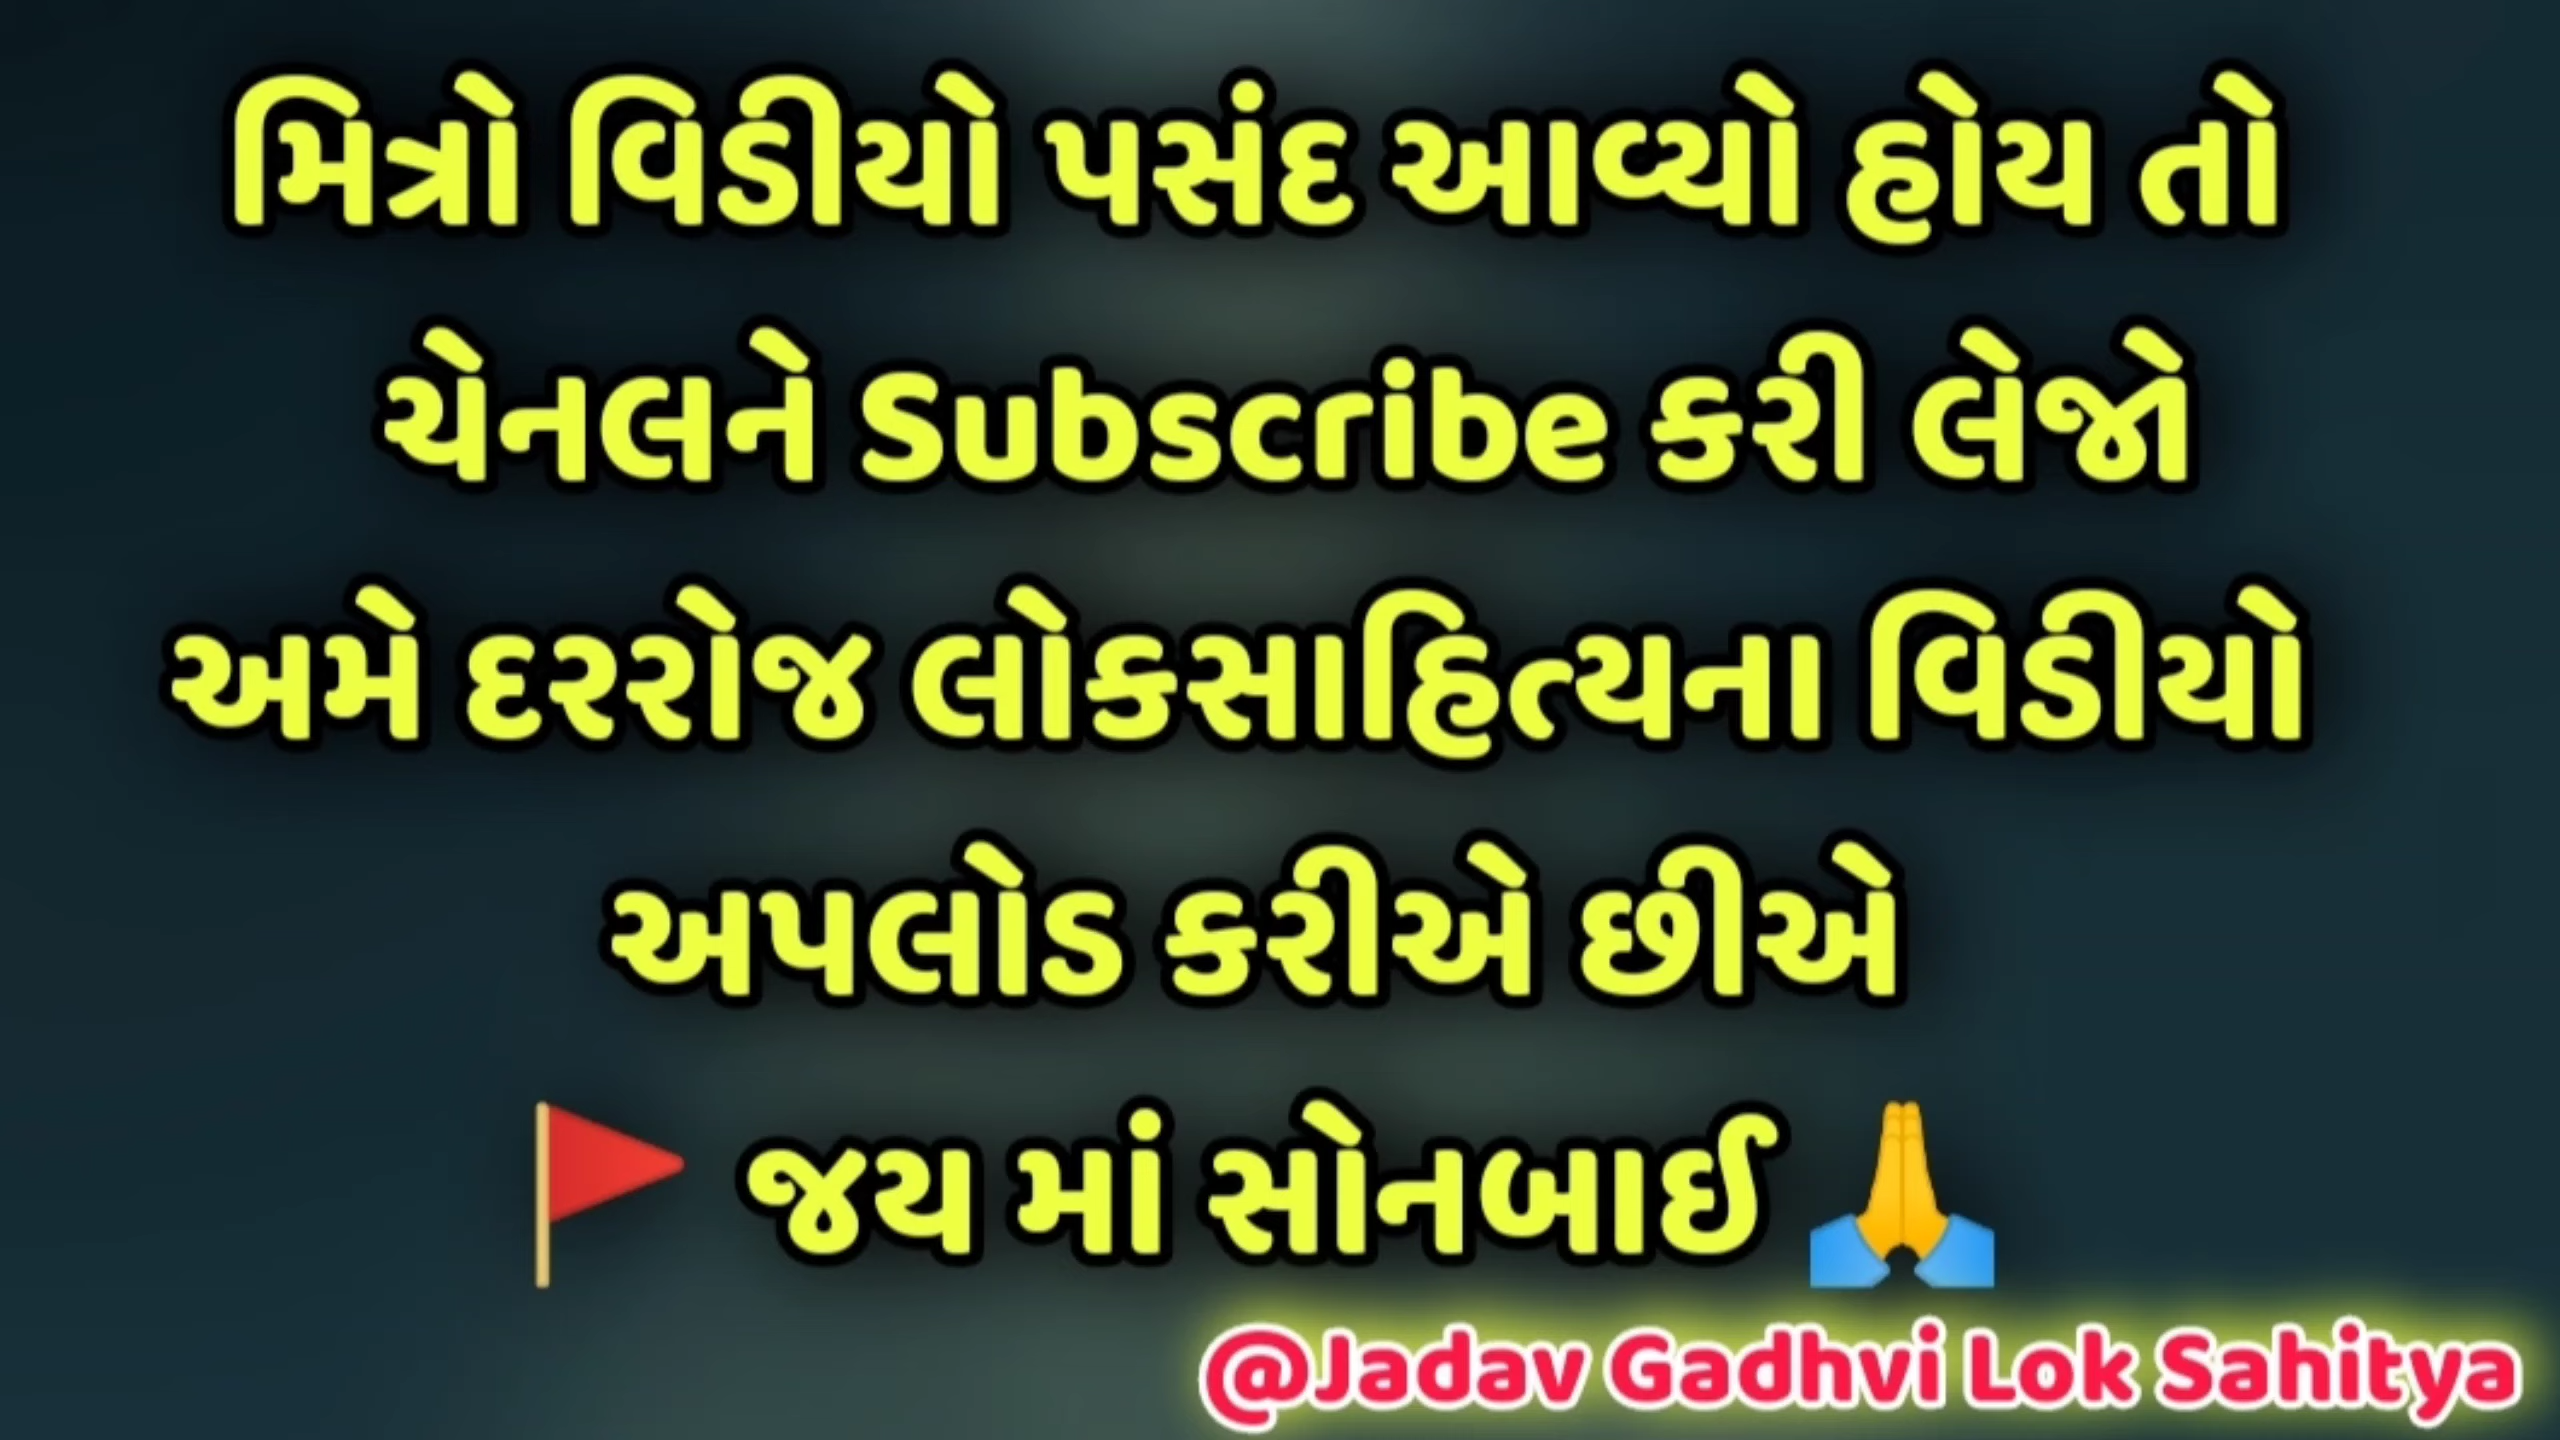 મિત્રો વિડીયો પસંદ આવ્યો હોય તો
ચેનલને Subscribe કરી લેજો
અમે દરરોજ લોકસાહિત્યના વિડીયો
અપલોડ કરીએ છીએ
🚩 જય માં સોનબાઈ 🙏
@Jadav Gadhvi Lok Sahitya